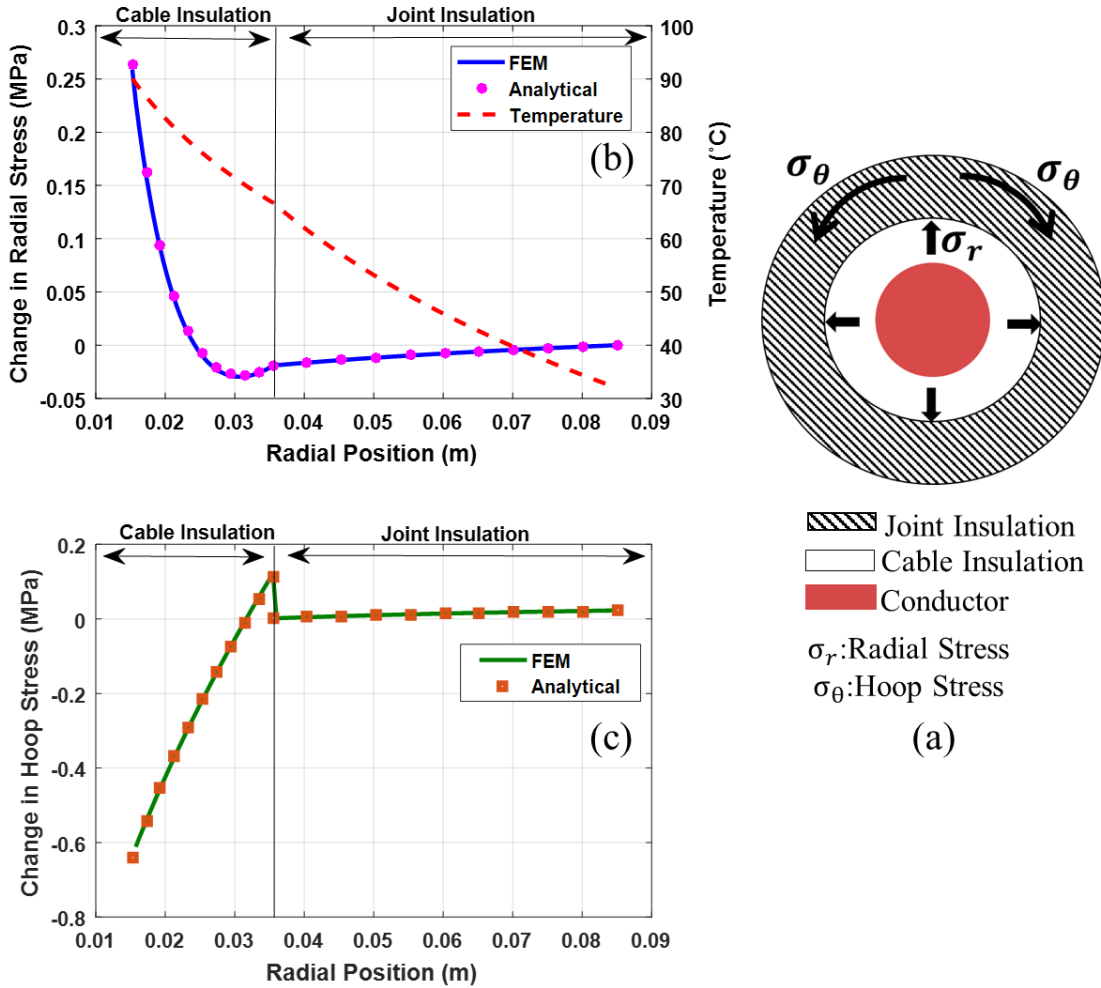 Cable Insulation Joint Insulation
0.3 0.25 0.2 0.15 0.1 0.05 0 -0.05
Change in Radial Stress (MPa)
FEM
Analytical
Temperature
(b)
100 90 80 70 60 50 40 30
Temperature (˚C)
0.01 0.02 0.03 0.04 0.05 0.06 0.07 0.08 0.09
Radial Position (m)
σθ σθ
σr
Joint Insulation
Cable Insulation
Conductor
σr:Radial Stress
σθ:Hoop Stress
(a)
Cable Insulation Joint Insulation
0.2 0 -0.2 -0.4 -0.6 -0.8
Change in Hoop Stress (MPa)
FEM
Analytical
(c)
0.01 0.02 0.03 0.04 0.05 0.06 0.07 0.08 0.09
Radial Position (m)